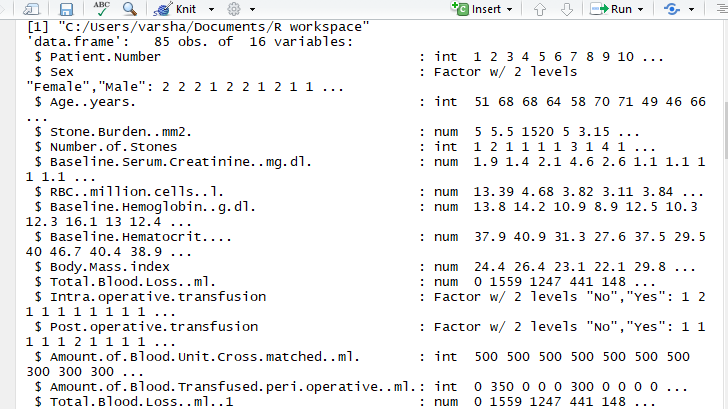 ABC
Knit
Insert
Run
[1] "C:/Users/varsha/Documents/R workspace"
'data.frame':   85 obs. of  16 variables:
 $ Patient.Number                                : int  1 2 3 4 5 6 7 8 9 10 ...
 $ Sex                                           : Factor w/ 2 levels
"Female","Male": 2 2 2 1 2 2 1 2 1 1 ...
 $ Age..years.                                   : int  51 68 68 64 58 70 71 49 46 66
...
 $ Stone.Burden..mm2.                            : num  5 5.5 1520 5 3.15 ...
 $ Number.of.Stones                              : int  1 2 1 1 1 1 3 1 4 1 ...
 $ Baseline.Serum.Creatinine..mg.dl.             : num  1.9 1.4 2.1 4.6 2.6 1.1 1.1 1
1 1.1 ...
 $ RBC..million.cells..l.                        : num  13.39 4.68 3.82 3.11 3.84 ...
 $ Baseline.Hemoglobin..g.dl.                    : num  13.8 14.2 10.9 8.9 12.5 10.3
12.3 16.1 13 12.4 ...
 $ Baseline.Hematocrit....                       : num  37.9 40.9 31.3 27.6 37.5 29.5
40 46.7 40.4 38.9 ...
 $ Body.Mass.index                               : num  24.4 26.4 23.1 22.1 29.8 ...
 $ Total.Blood.Loss..ml.                         : num  0 1559 1247 441 148 ...
 $ Intra.operative.transfusion                   : Factor w/ 2 levels "No","Yes": 1 2
1 1 1 1 1 1 1 1 ...
 $ Post.operative.transfusion                    : Factor w/ 2 levels "No","Yes": 1 1
1 1 1 2 1 1 1 1 ...
 $ Amount.of.Blood.Unit.Cross.matched..ml.       : int  500 500 500 500 500 500 500
300 300 300 ...
 $ Amount.of.Blood.Transfused.peri.operative..ml.: int  0 350 0 0 0 300 0 0 0 0 ...
 $ Total.Blood.Loss..ml..1                       : num  0 1559 1247 441 148 ...